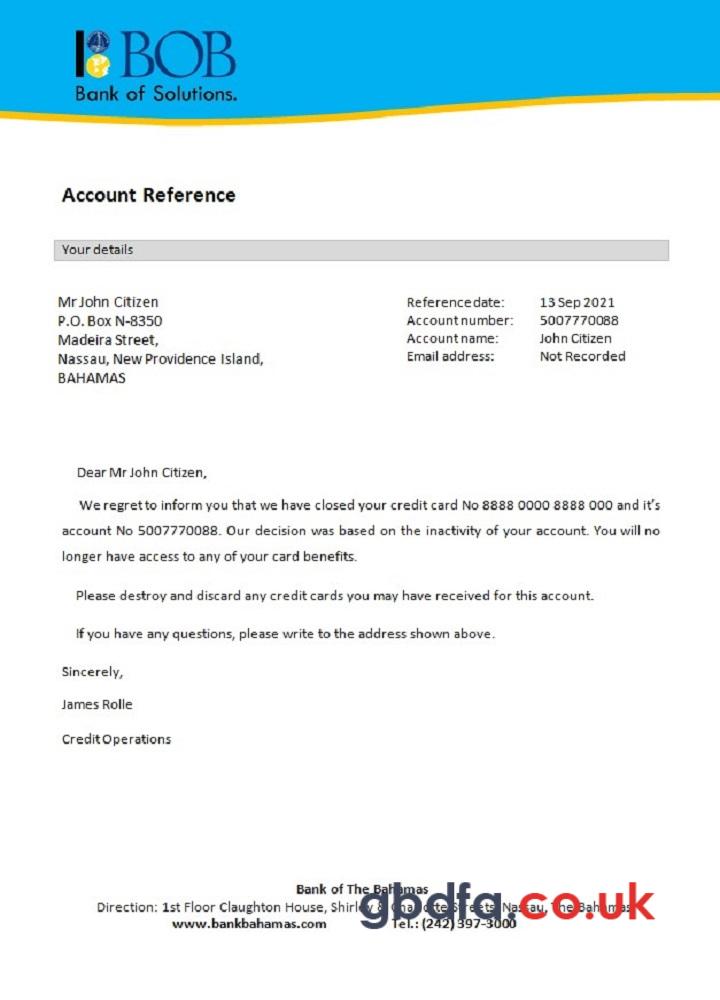 BOB
Bank of Solutions.
Account Reference
Your details
Mr John Citizen
P.O. Box N-8350
Madeira Street,
Nassau, New Providence Island,
BAHAMAS
Reference date: 13 Sep 2021
Account number: 5007770088
Account name: John Citizen
Email address: Not Recorded
Dear Mr John Citizen,
We regret to inform you that we have closed your credit card No 8888 0000 8888 000 and it's
account No 5007770088. Our decision was based on the inactivity of your account. You will no
longer have access to any of your card benefits.
Please destroy and discard any credit cards you may have received for this account.
If you have any questions, please write to the address shown above.
Sincerely,
James Rolle
Credit Operations
Bank of The Bahamas
Direction: 1st Floor Claughton House, Shirley & Charlotte Streets, Nassau, The Bahamas
www.bankbahamas.com Tel.: (242) 397-3000
gbdfa.co.uk